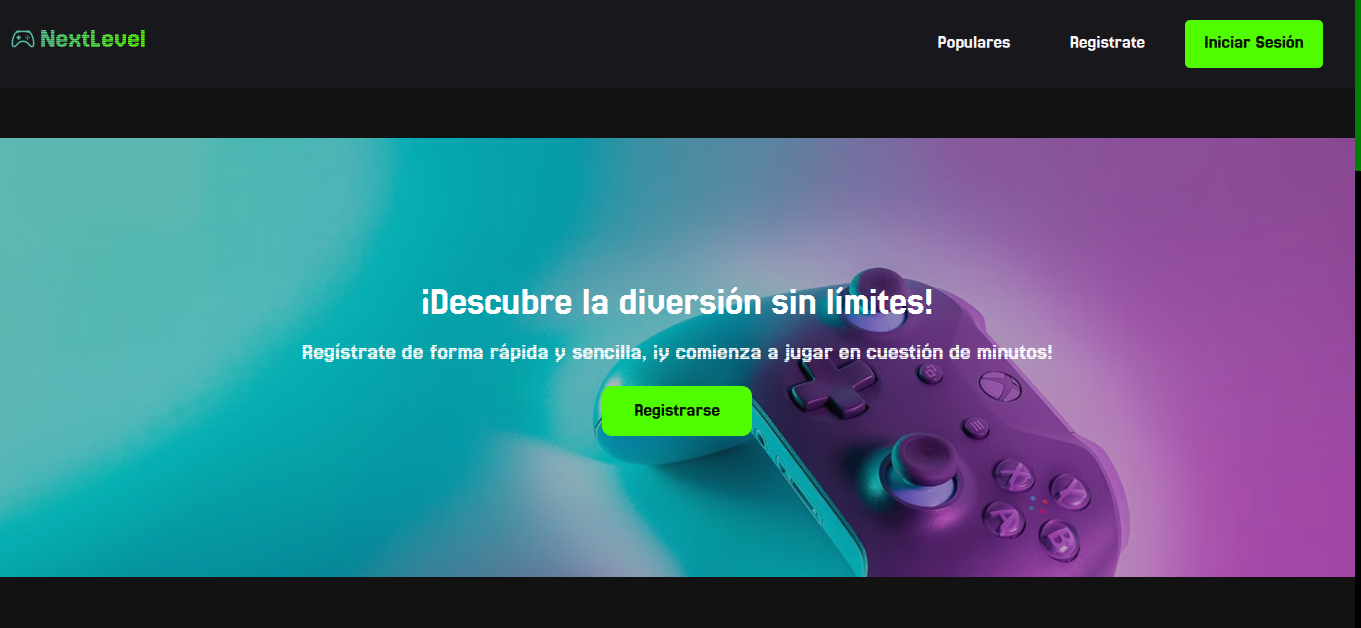 NextLevel
Populares
Registrate
Iniciar Sesión
¡Descubre la diversión sin límites!
Regístrate de forma rápida y sencilla, ¡y comienza a jugar en cuestión de minutos!
Registrarse
X
Y
A
B